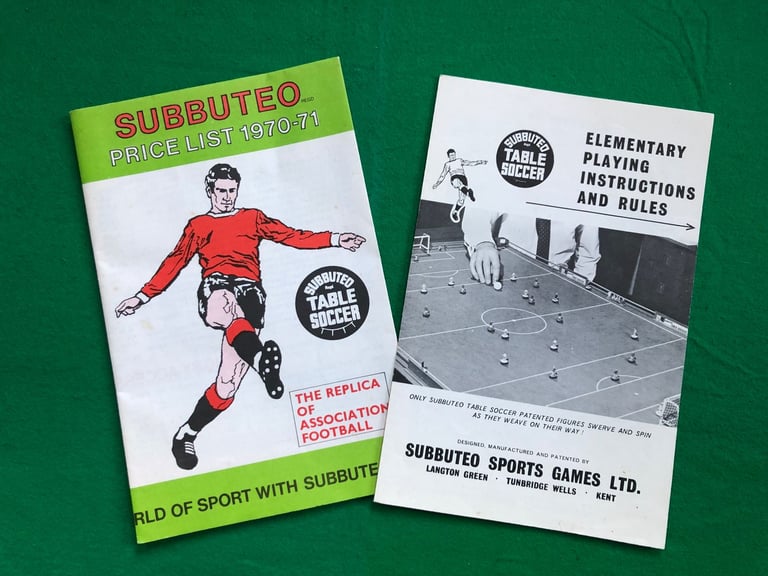 SUBBUTEO
REGD
PRICE LIST 1970-71
SUBBUTEO
Regd
TABLE
SOCCER
THE REPLICA
OF
ASSOCIATION
FOOTBALL
RLD OF SPORT WITH SUBBUTE
SUBBUTEO
Regd
TABLE
SOCCER
ELEMENTARY
PLAYING
INSTRUCTIONS
AND RULES
ONLY SUBBUTEO TABLE SOCCER PATENTED FIGURES SWERVE AND SPIN
AS THEY WEAVE ON THEIR WAY!
DESIGNED, MANUFACTURED AND PATENTED BY
SUBBUTEO SPORTS GAMES LTD.
LANGTON GREEN · TUNBRIDGE WELLS · KENT